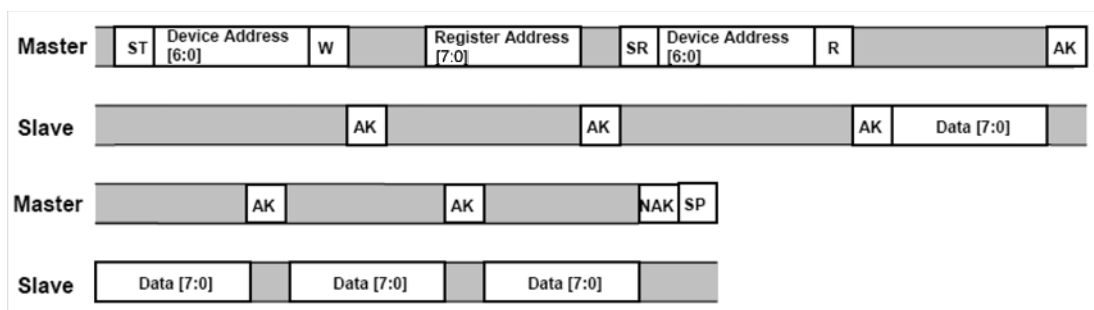 Master ST Device Address [6:0] W Register Address [7:0] SR Device Address [6:0] R AK
Slave AK AK AK Data [7:0]
Master AK AK NAK SP
Slave Data [7:0] Data [7:0] Data [7:0]